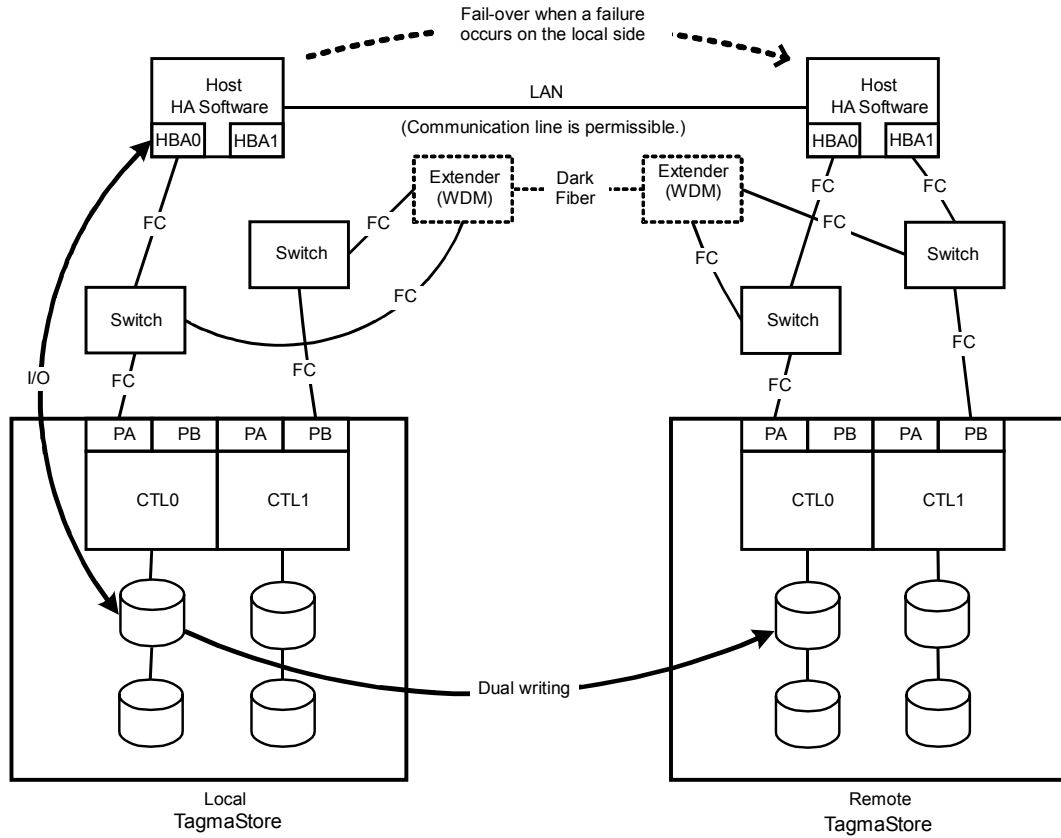 Fail-over when a failure
occurs on the local side
Host
HA Software
HBA0
HBA1
LAN
(Communication line is permissible.)
Host
HA Software
HBA0
HBA1
Extender
(WDM)
Dark
Fiber
Extender
(WDM)
FC
FC
FC
FC
FC
FC
FC
Switch
Switch
FC
Switch
Switch
I/O
FC
FC
FC
FC
PA
PB
PA
PB
PA
PB
PA
PB
CTL0
CTL1
CTL0
CTL1
Dual writing
Local
TagmaStore
Remote
TagmaStore